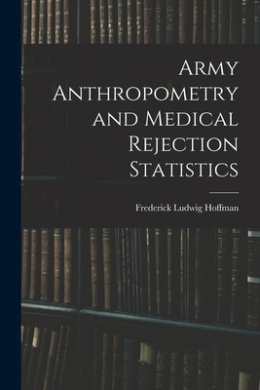 Army
Anthropometry
and Medical
Rejection
Statistics
Frederick Ludwig Hoffman